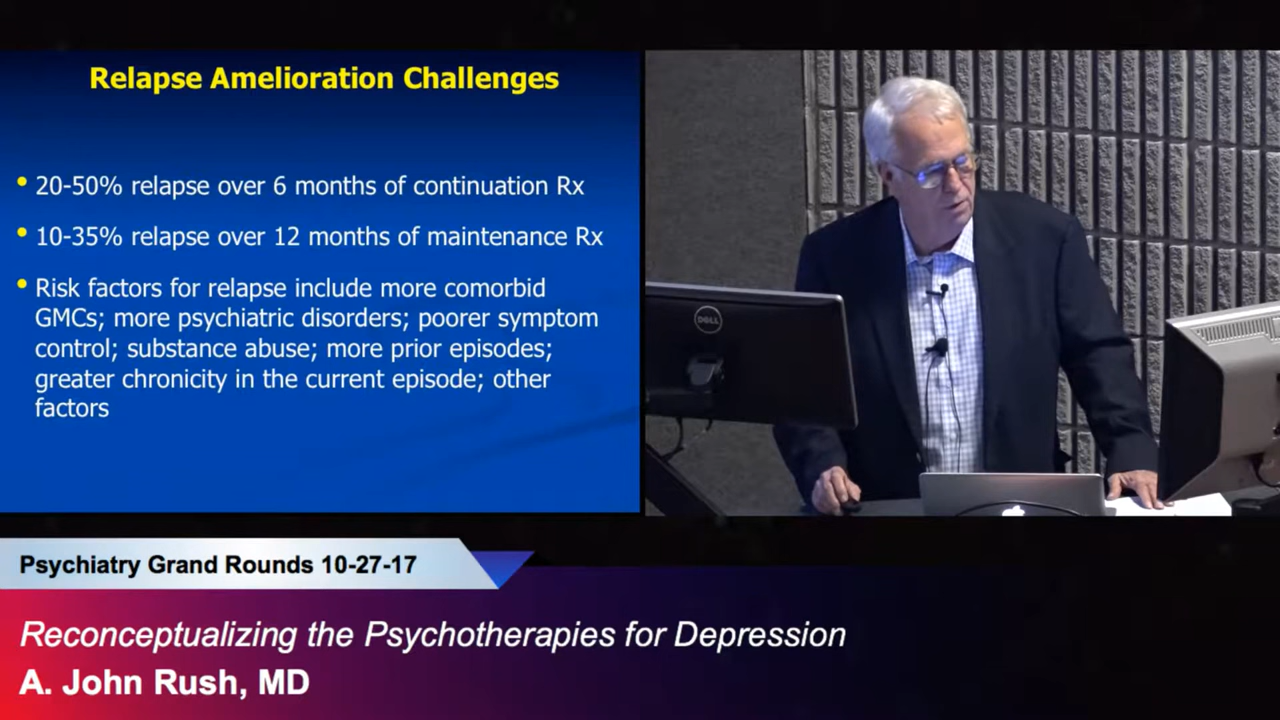 Relapse Amelioration Challenges
• 20-50% relapse over 6 months of continuation Rx
• 10-35% relapse over 12 months of maintenance Rx
• Risk factors for relapse include more comorbid
GMCs; more psychiatric disorders; poorer symptom
control; substance abuse; more prior episodes;
greater chronicity in the current episode; other
factors
DELL
Psychiatry Grand Rounds 10-27-17
Reconceptualizing the Psychotherapies for Depression
A. John Rush, MD